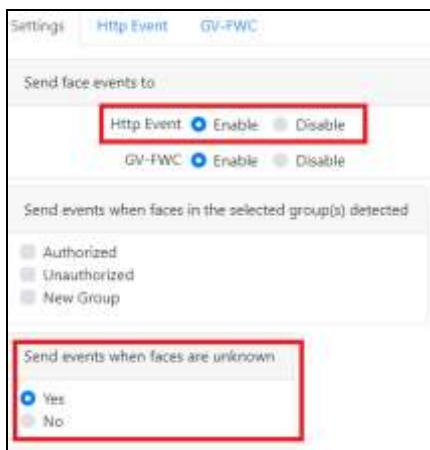 Settings Http Event GV-FWC
Send face events to
Http Event Enable Disable
GV-FWC Enable Disable
Send events when faces in the selected group(s) detected
Authorized
Unauthorized
New Group
Send events when faces are unknown
Yes
No